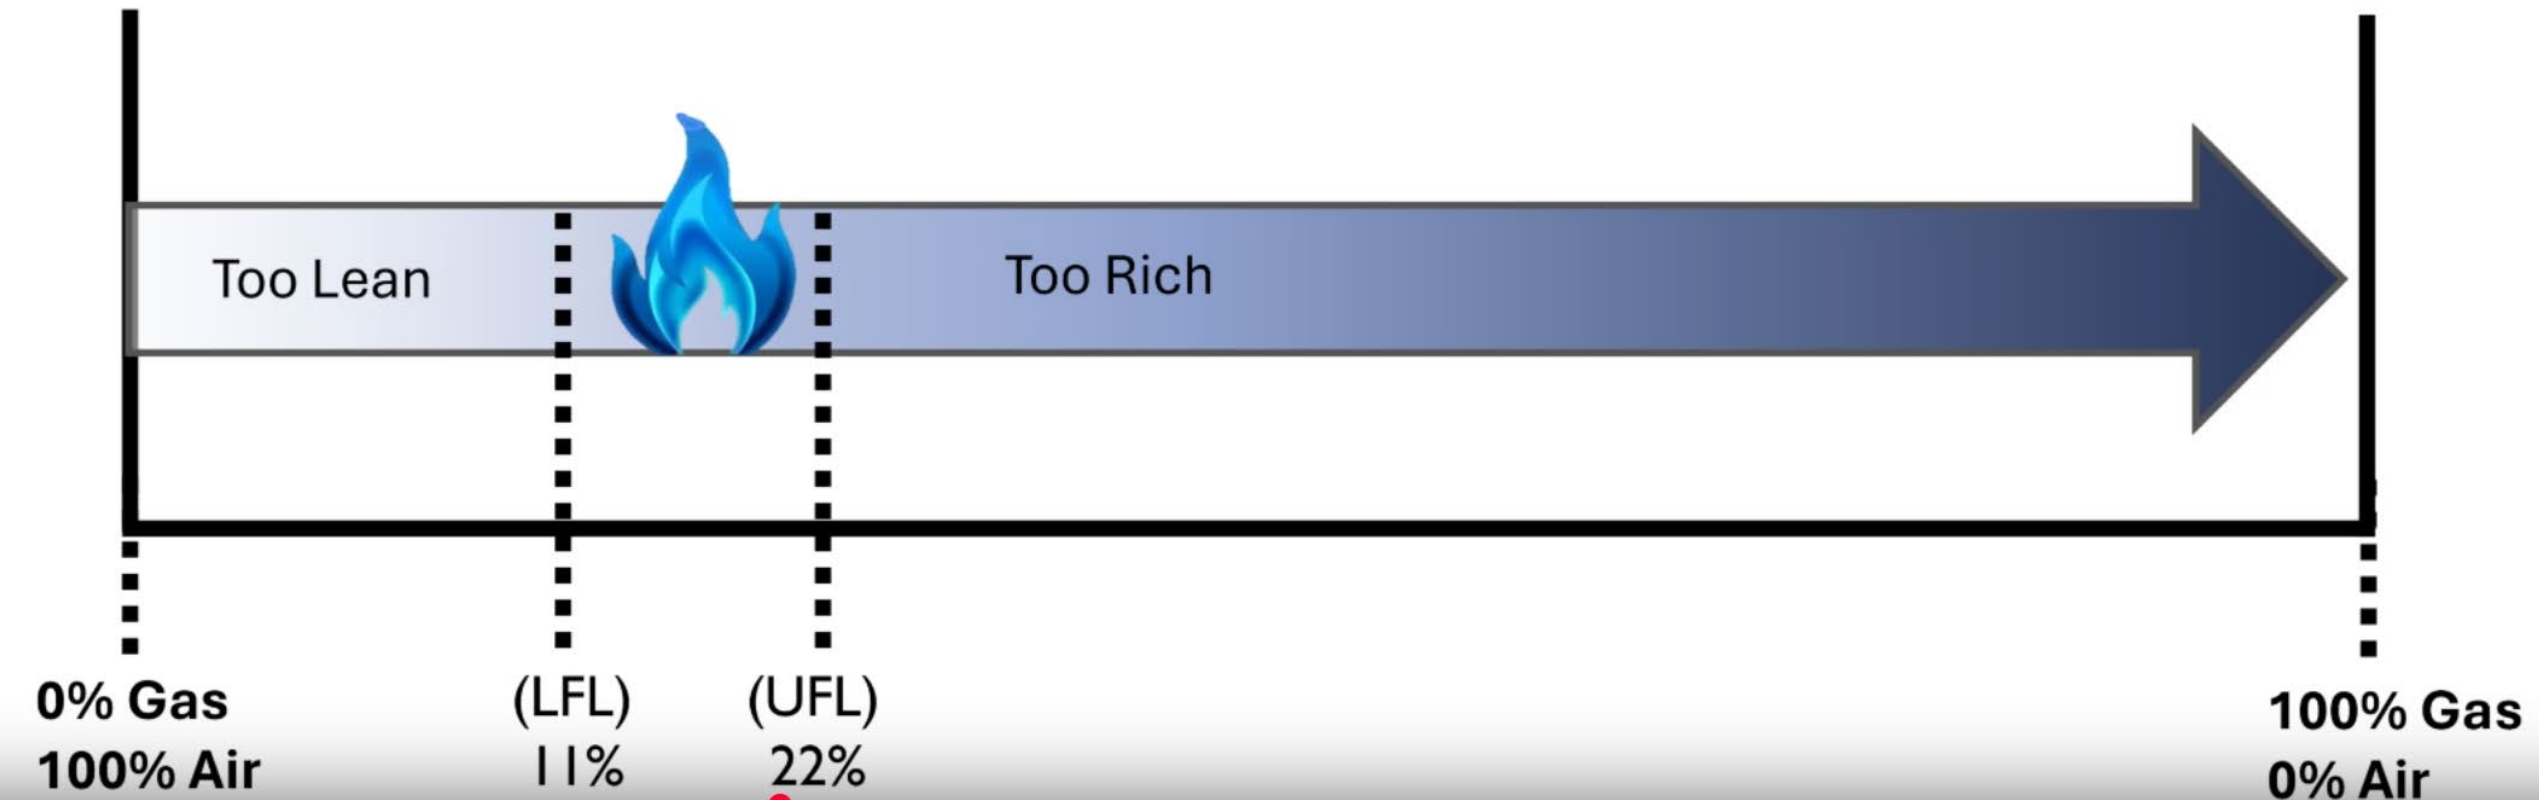 Too Lean
Too Rich
0% Gas
100% Air
(LFL)
11%
(UFL)
22%
100% Gas
0% Air